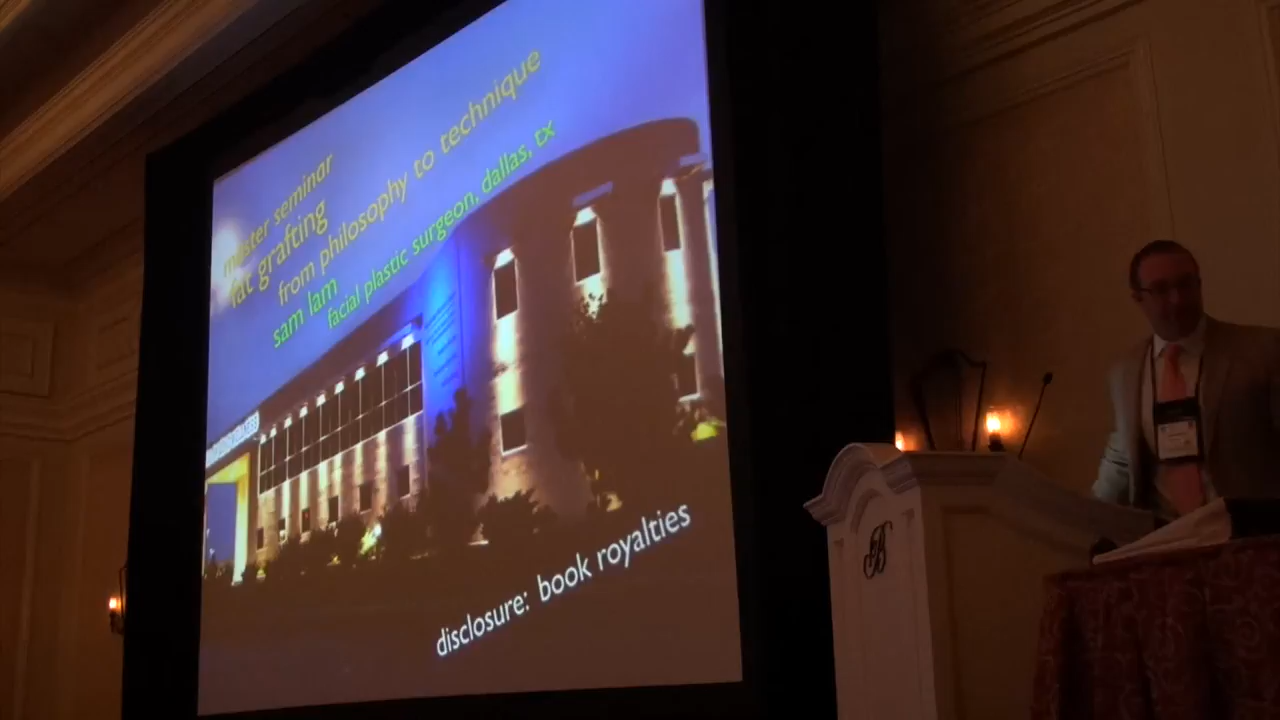 master seminar
fat grafting
from philosophy to technique
sam lam
facial plastic surgeon, dallas, tx
disclosure: book royalties
B